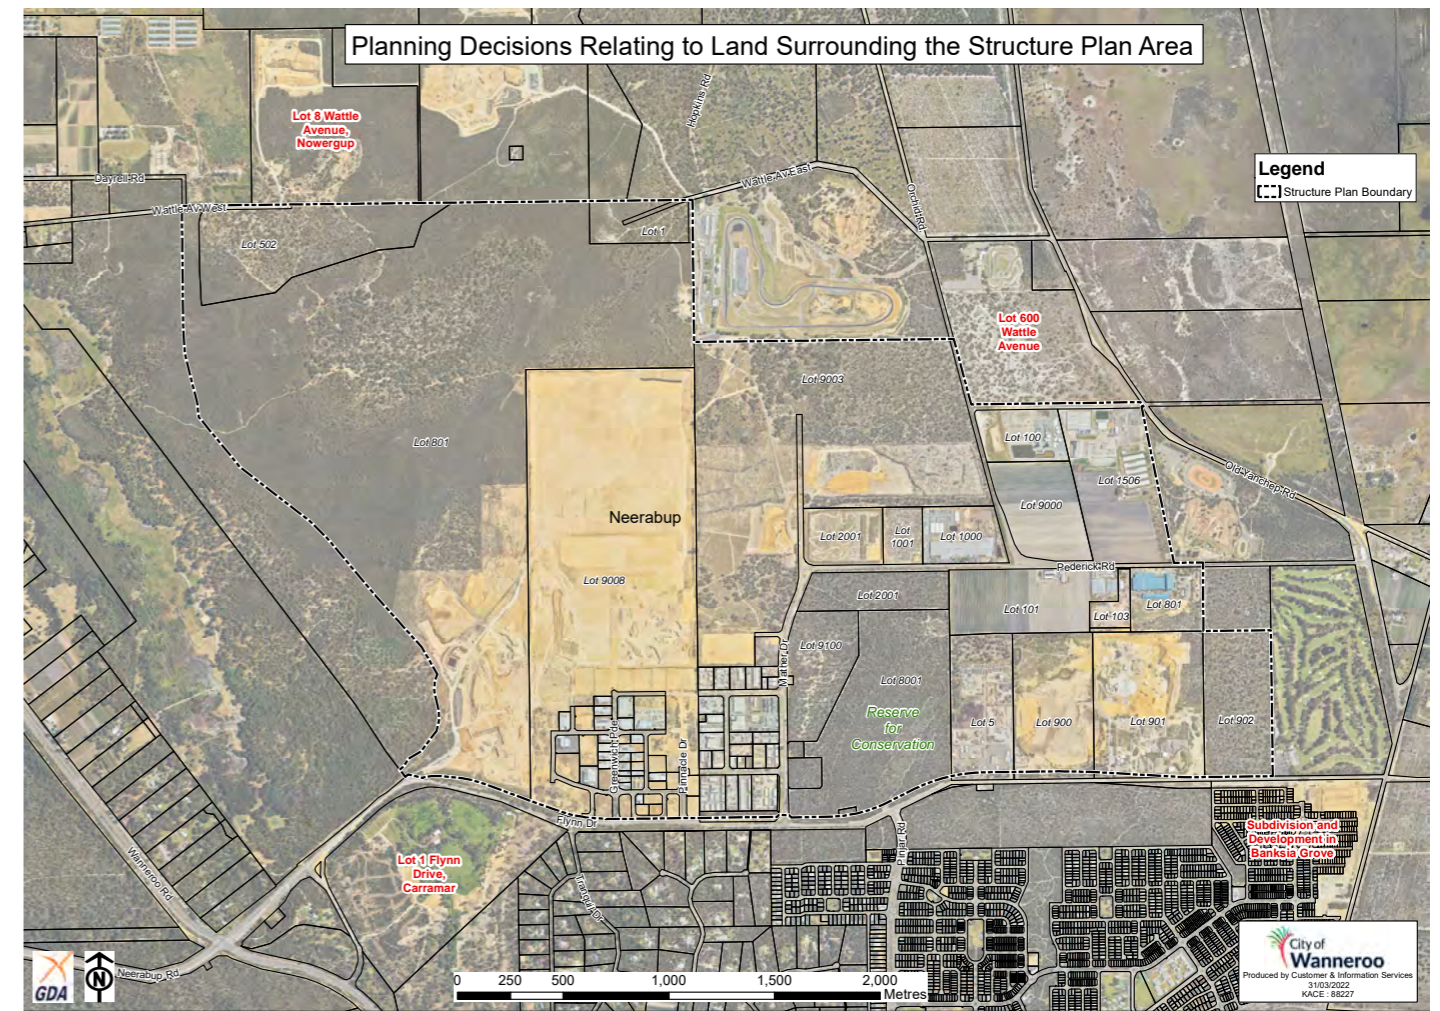 Planning Decisions Relating to Land Surrounding the Structure Plan Area
Hopkins Rd
Lot 8 Wattle
Avenue,
Nowergup
Legend
Structure Plan Boundary
Dayrell Rd
Wattle Av East
Orchid Rd
Wattle Av West
Lot 502
Lot 1
Lot 600
Wattle
Avenue
Lot 9003
Lot 801
Lot 100
Lot 1506
Old Yanchep Rd
Lot 9000
Neerabup
Lot 2001
Lot
1001
Lot 1000
Pederick Rd
Lot 9008
Lot 2001
Lot 101
Lot 103
Lot 801
Mather Dr
Lot 9100
Lot 8001
Reserve
for
Conservation
Lot 5
Lot 900
Lot 901
Lot 902
Greenwich Pde
Pinnacle Dr
Flynn Dr
Pinjar Rd
Subdivision and
Development in
Banksia Grove
Wanneroo Rd
Lot 1 Flynn
Drive,
Carramar
Tranquil Dr
Neerabup Rd
GDA
N
0 250 500 1,000 1,500 2,000
Metres
City of
Wanneroo
Produced by Customer & Information Services
31/03/2022
KACE : 88227